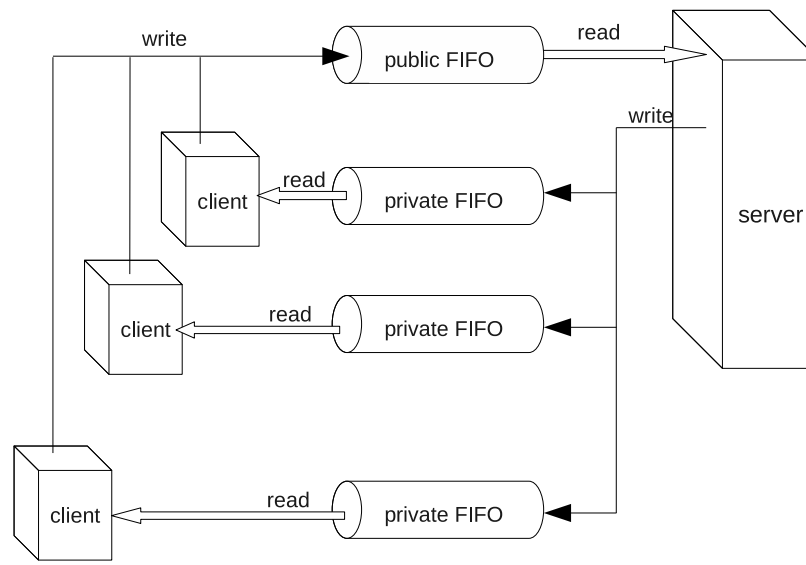 write
public FIFO
read
write
client
read
private FIFO
server
client
read
private FIFO
client
read
private FIFO